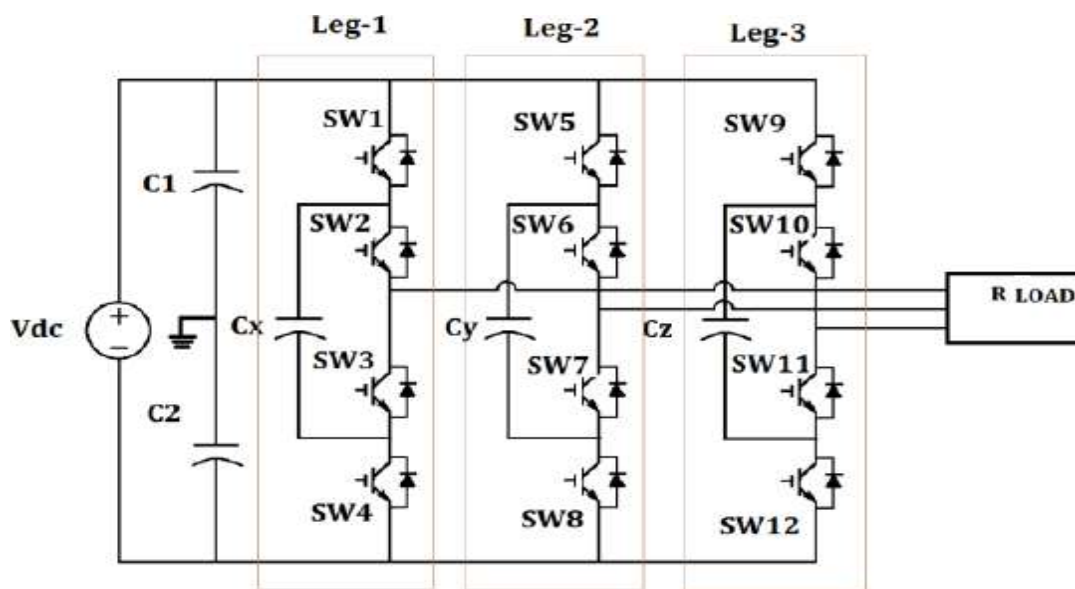 Leg-1
Leg-2
Leg-3
SW1
SW5
SW9
C1
SW2
SW6
SW10
R LOAD
Vdc
+
−
Cx
Cy
Cz
SW3
SW7
SW11
C2
SW4
SW8
SW12